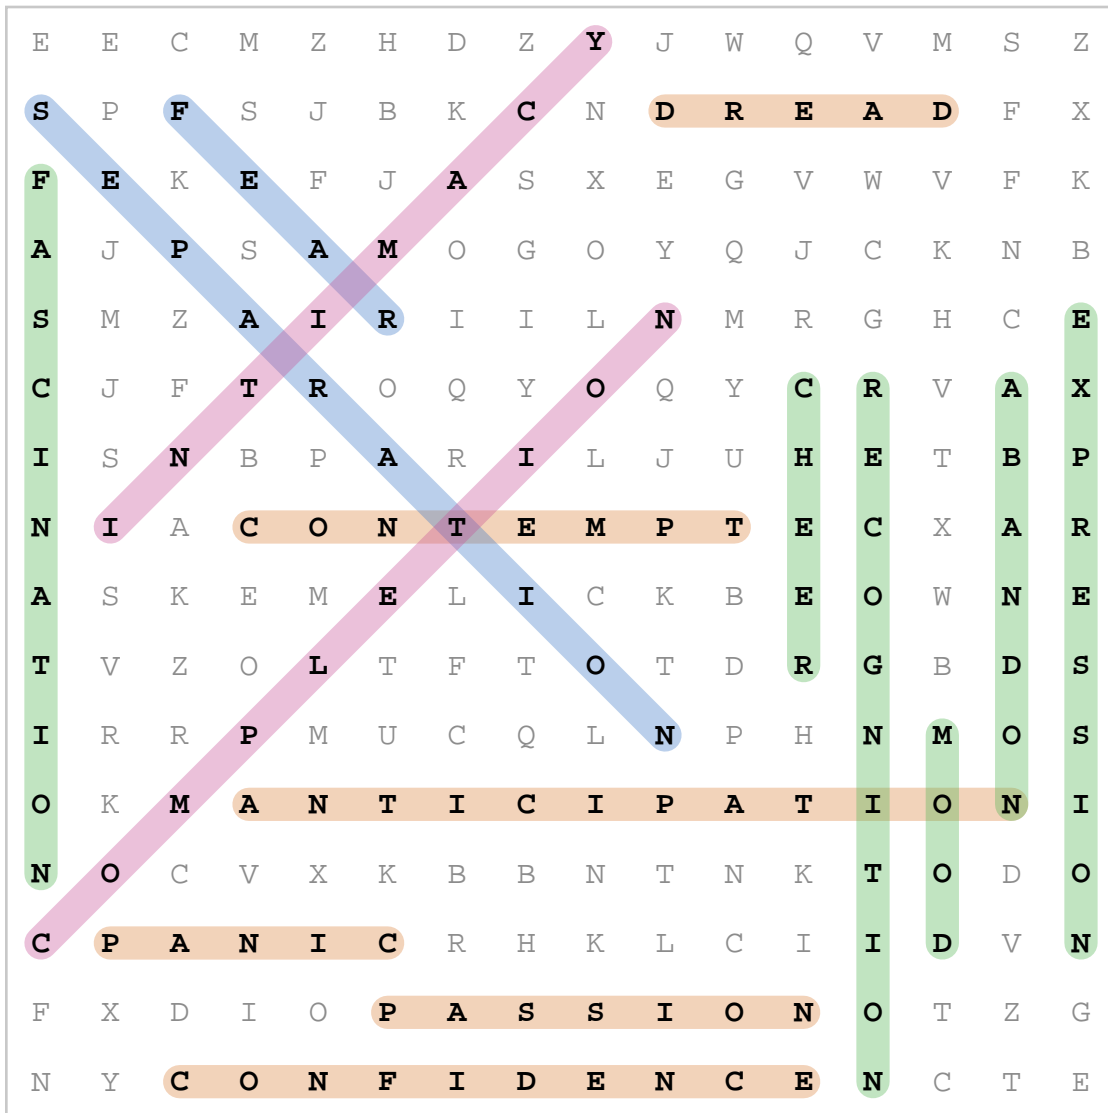 E E C M Z H D Z Y J W Q V M S Z
S P F S J B K C N D R E A D F X
F E K E F J A S X E G V W V F K
A J P S A M O G O Y Q J C K N B
S M Z A I R I I L N M R G H C E
C J F T R O Q Y O Q Y C R V A X
I S N B P A R I L J U H E T B P
N I A C O N T E M P T E C X A R
A S K E M E L I C K B E O W N E
T V Z O L T F T O T D R G B D S
I R R P M U C Q L N P H N M O S
O K M A N T I C I P A T I O N I
N O C V X K B B N T N K T O D O
C P A N I C R H K L C I I D V N
F X D I O P A S S I O N O T Z G
N Y C O N F I D E N C E N C T E